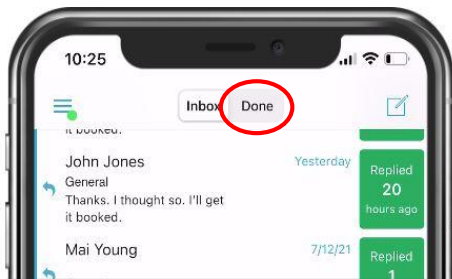 10:25
Inbox Done
it booked.
John Jones Yesterday
General
Thanks. I thought so. I'll get
it booked.
Replied
20
hours ago
Mai Young 7/12/21
Replied
1